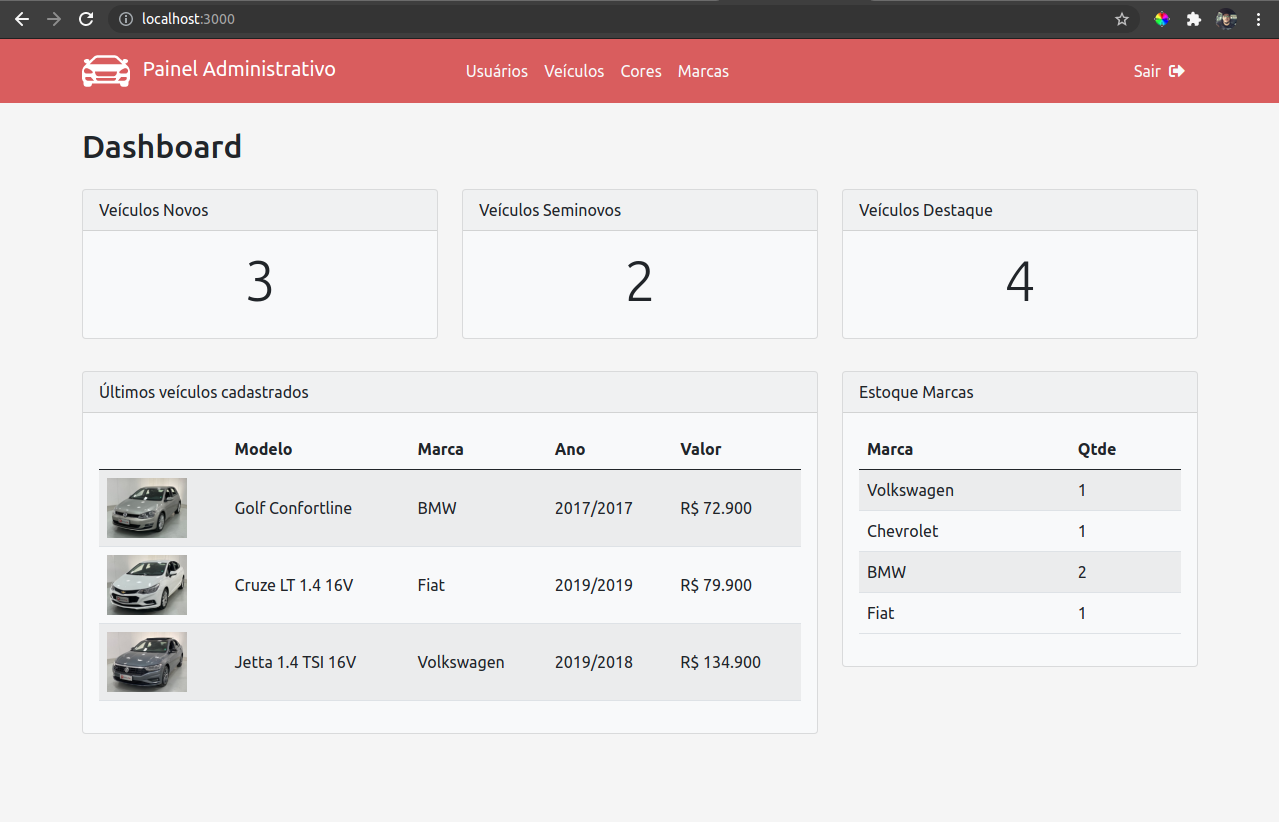 localhost:3000
Painel Administrativo Usuários Veículos Cores Marcas Sair
Dashboard
Veículos Novos
3
Veículos Seminovos
2
Veículos Destaque
4
Últimos veículos cadastrados
Modelo Marca Ano Valor
Golf Confortline BMW 2017/2017 R$ 72.900
Cruze LT 1.4 16V Fiat 2019/2019 R$ 79.900
Jetta 1.4 TSI 16V Volkswagen 2019/2018 R$ 134.900
Estoque Marcas
Marca Qtde
Volkswagen 1
Chevrolet 1
BMW 2
Fiat 1